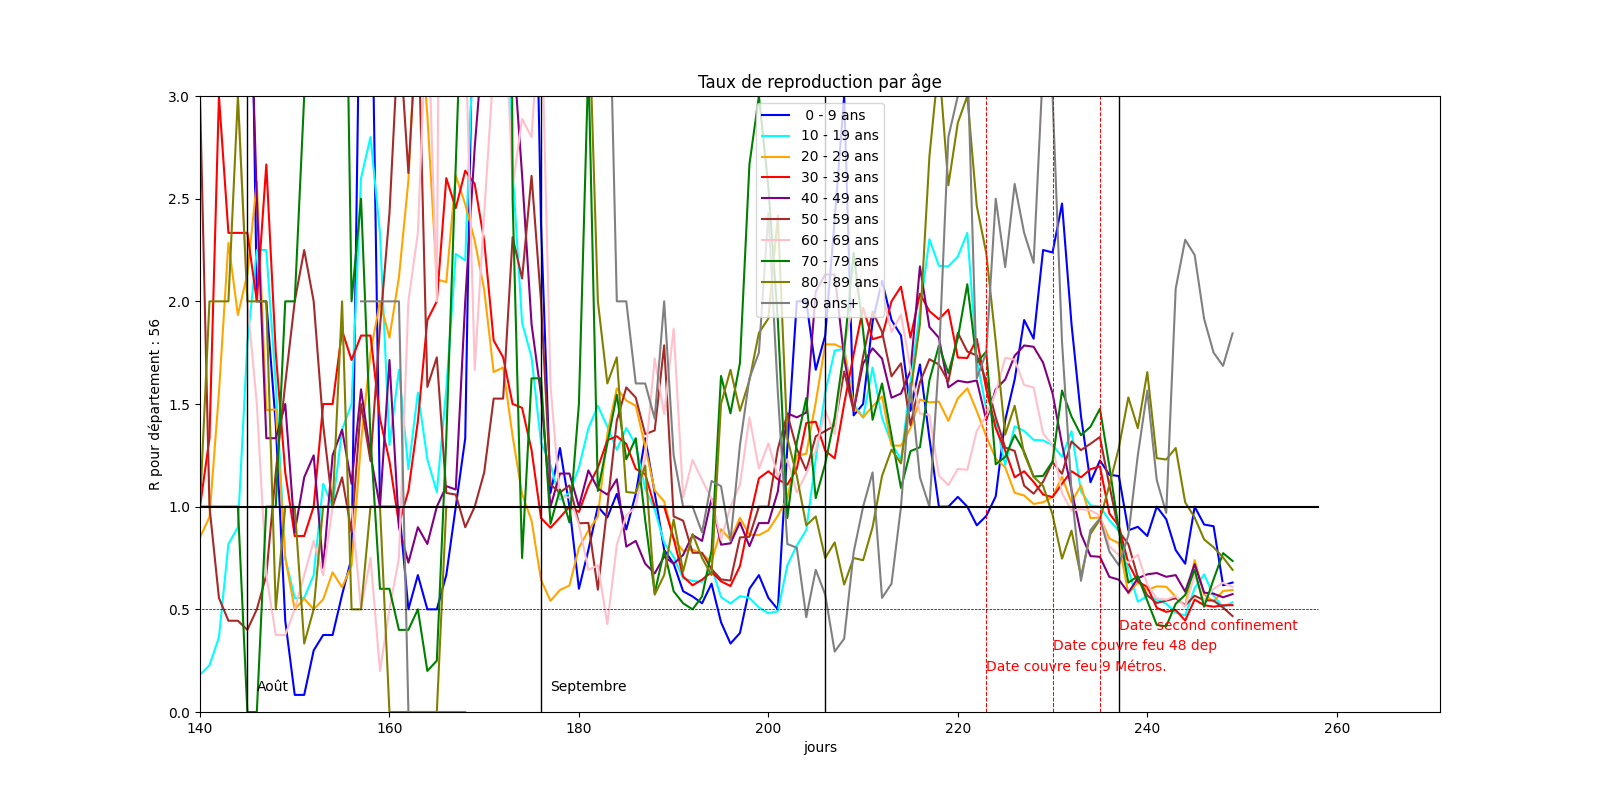 Taux de reproduction par âge
R pour département : 56
3.0
2.5
2.0
1.5
1.0
0.5
0.0
0 - 9 ans
10 - 19 ans
20 - 29 ans
30 - 39 ans
40 - 49 ans
50 - 59 ans
60 - 69 ans
70 - 79 ans
80 - 89 ans
90 ans+
Date second confinement
Date couvre feu 48 dep
Date couvre feu 9 Métros.
Août
Septembre
140 160 180 200 220 240 260
jours